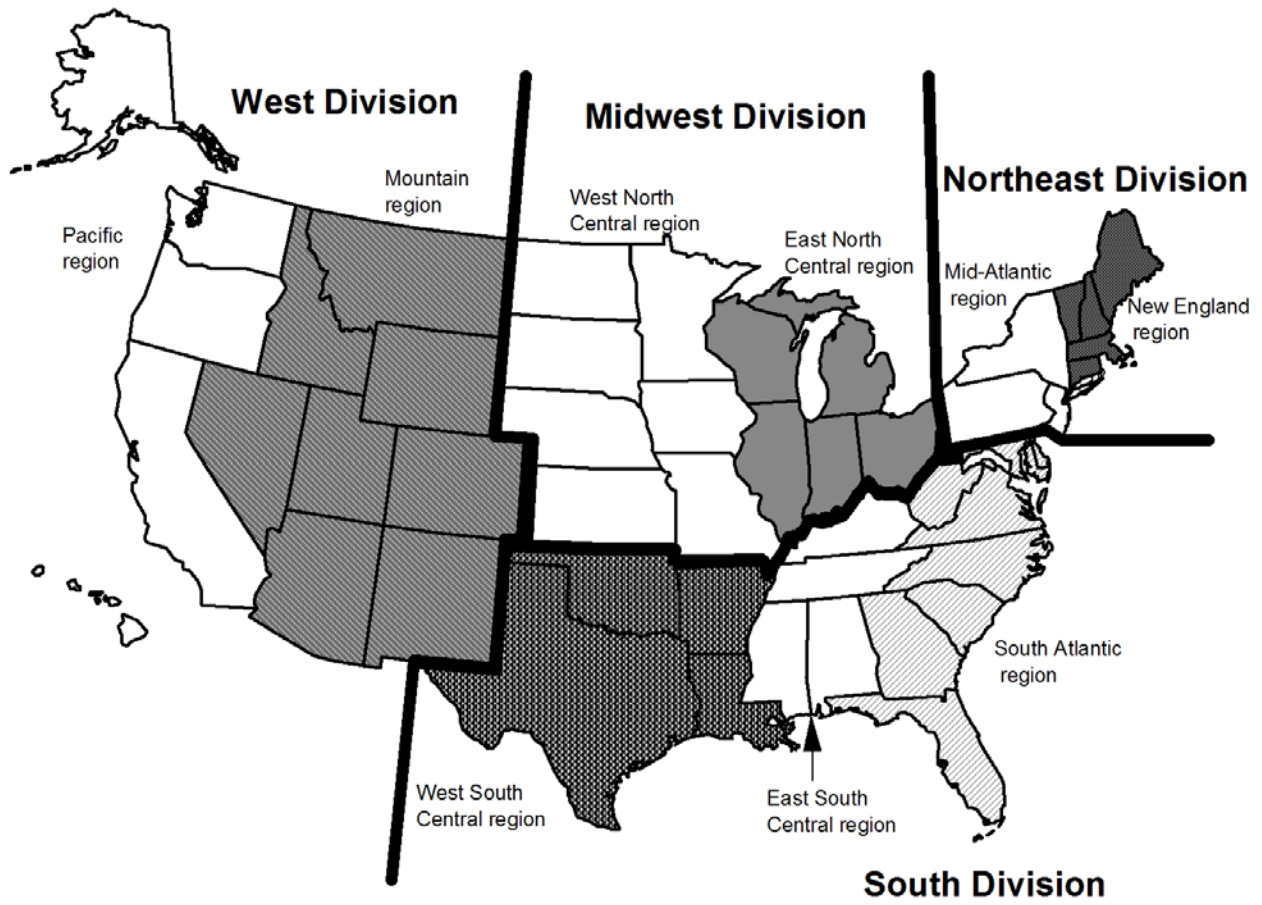 West Division
Midwest Division
Northeast Division
Mountain
region
West North
Central region
Pacific
region
East North
Central region
Mid-Atlantic
region
New England
region
South Atlantic
region
West South
Central region
East South
Central region
South Division